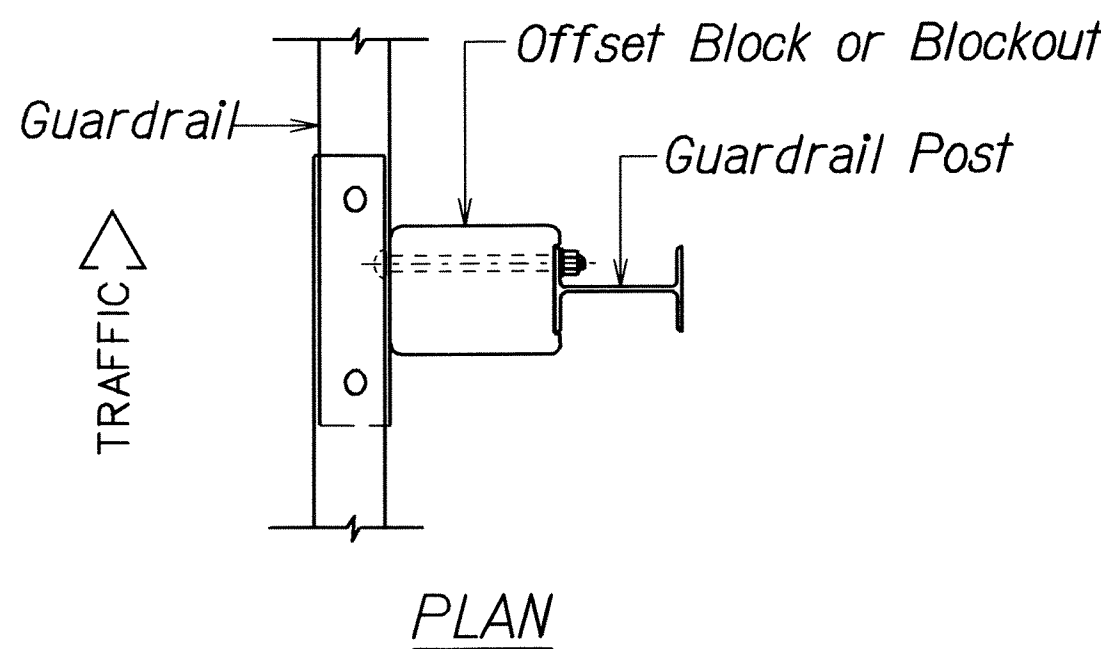 Offset Block or Blockout
Guardrail
Guardrail Post
TRAFFIC
PLAN